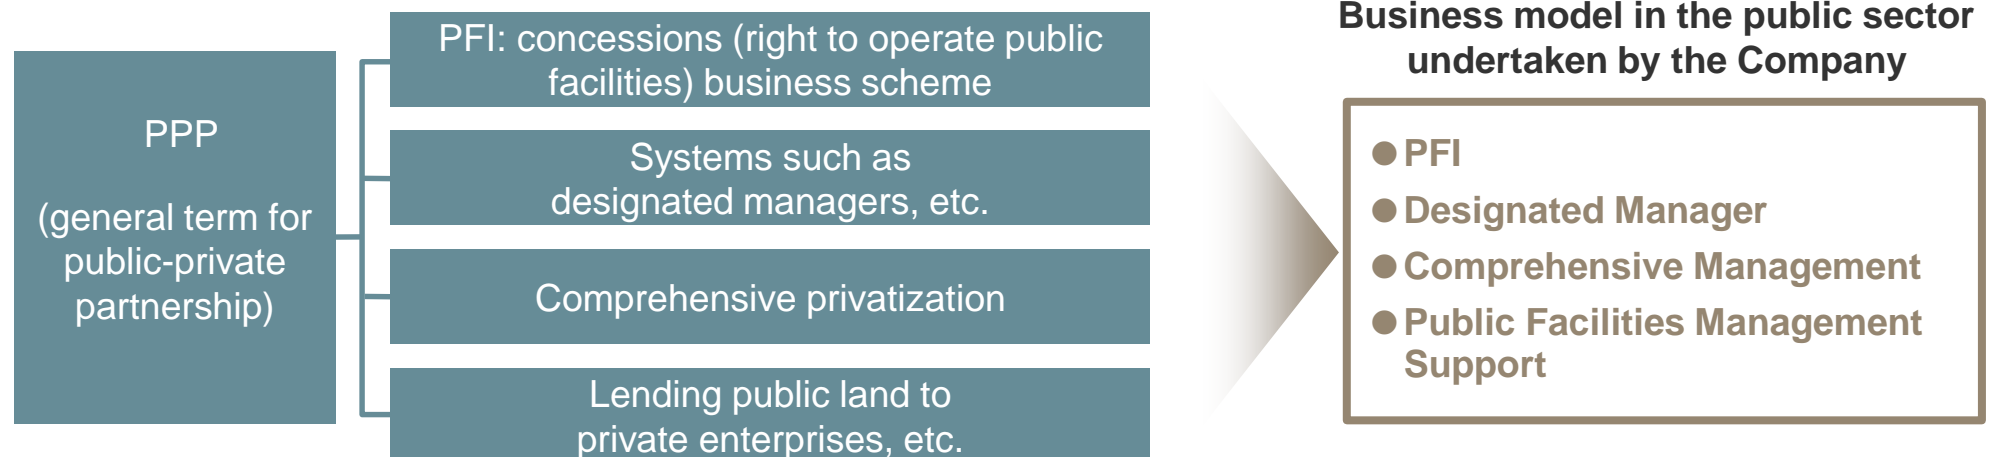 PPP
(general term for
public-private
partnership)
PFI: concessions (right to operate public
facilities) business scheme
Systems such as
designated managers, etc.
Comprehensive privatization
Lending public land to
private enterprises, etc.
Business model in the public sector
undertaken by the Company
● PFI
● Designated Manager
● Comprehensive Management
● Public Facilities Management
Support